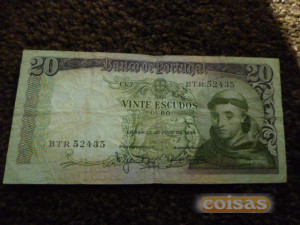 20 Banco de Portugal 20
BTR 52435
VINTE ESCUDOS
OURO
BTR 52435
coisas